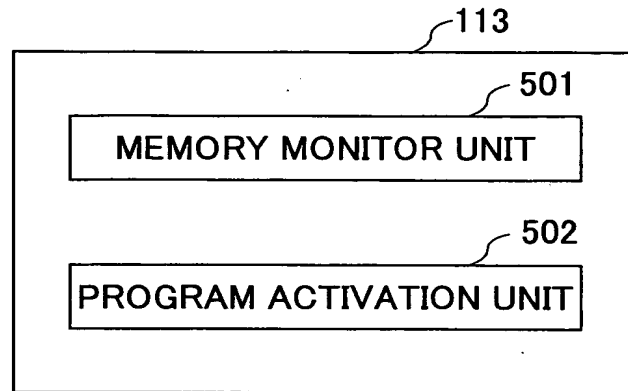 113
501
MEMORY MONITOR UNIT
502
PROGRAM ACTIVATION UNIT